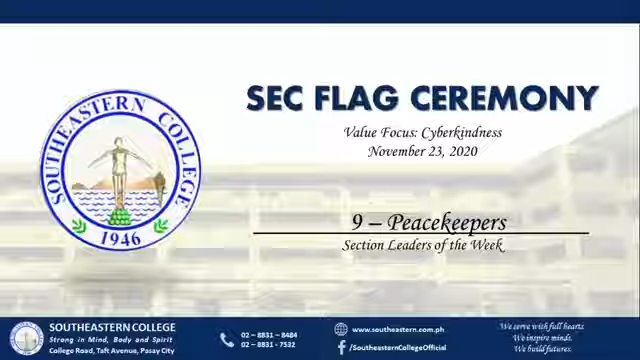 SEC FLAG CEREMONY
Value Focus: Cyberkindness
November 23, 2020
9 – Peacekeepers
Section Leaders of the Week
SOUTHEASTERN COLLEGE
1946
SOUTHEASTERN COLLEGE
Strong in Mind, Body and Spirit
College Road, Taft Avenue, Pasay City
02 – 8831 – 8484
02 – 8831 - 7532
www.southeastern.com.ph
/SoutheasternCollegeOfficial
We serve with full hearts.
We inspire minds.
We build futures.